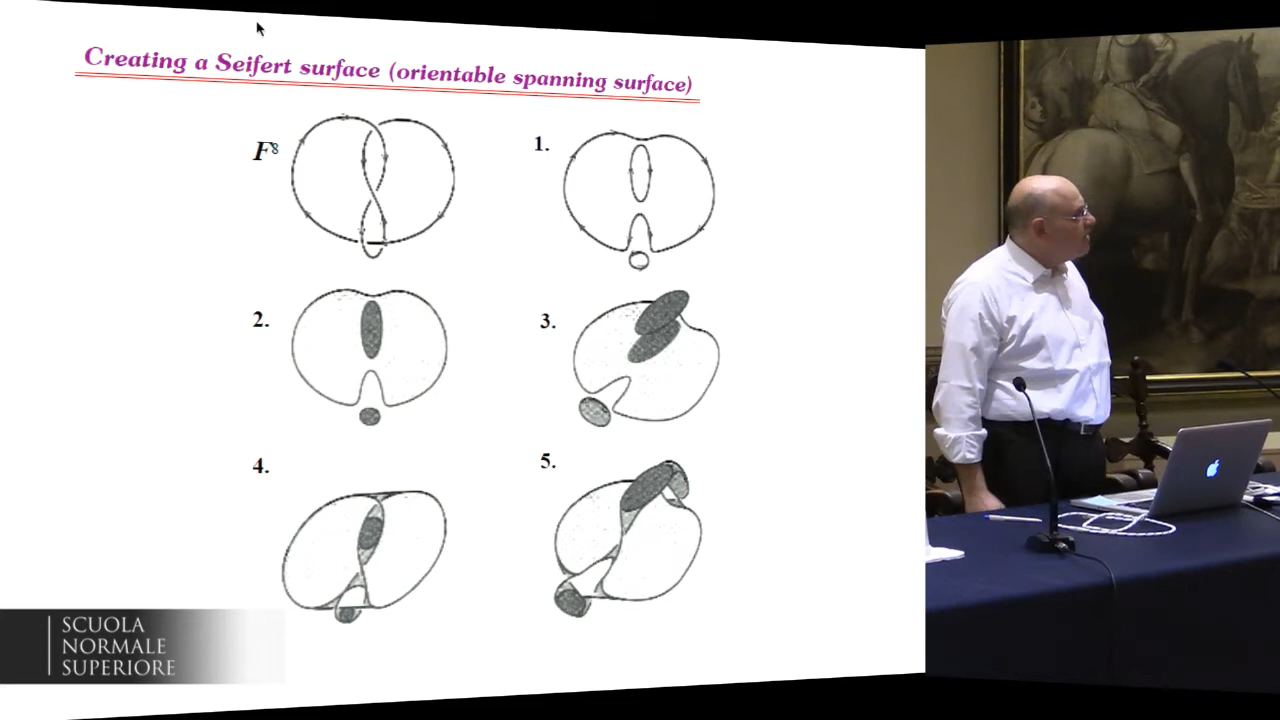 Creating a Seifert surface (orientable spanning surface)
F8
1.
2.
3.
4.
5.
SCUOLA
NORMALE
SUPERIORE